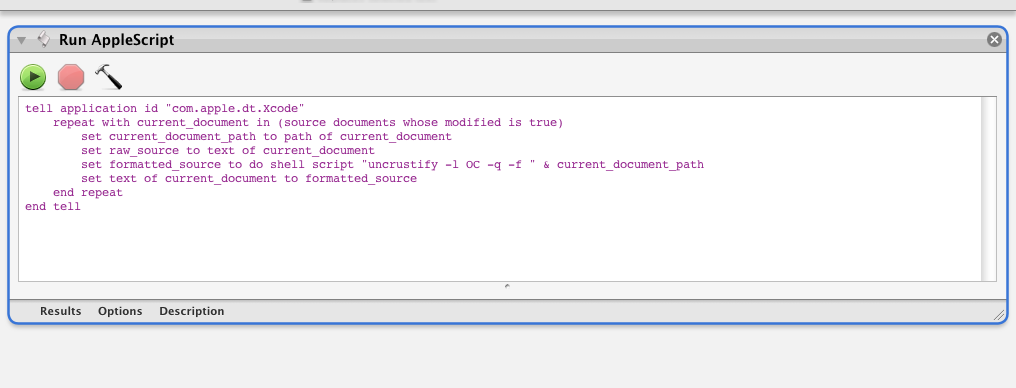 Run AppleScript
tell application id "com.apple.dt.Xcode"
    repeat with current_document in (source documents whose modified is true)
        set current_document_path to path of current_document
        set raw_source to text of current_document
        set formatted_source to do shell script "uncrustify -l OC -q -f " & current_document_path
        set text of current_document to formatted_source
    end repeat
end tell
Results Options Description